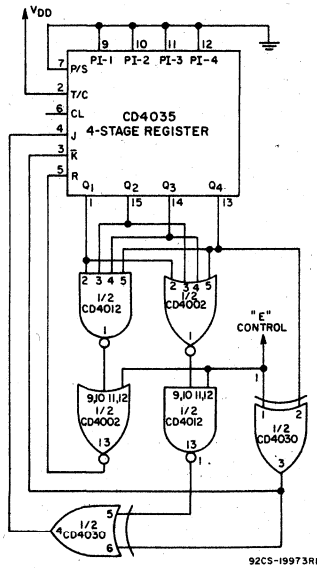 VDD
9 10 11 12
PI-1 PI-2 PI-3 PI-4
7 P/S
2 T/C
6 CL
4 J
3 K̅
5 R
CD4035
4-STAGE REGISTER
Q1 Q2 Q3 Q4
1 15 14 13
2 3 4 5
1/2
CD4012
1
2 3 4 5
1/2
CD4002
1
"E"
CONTROL
1
9,10 11,12
1/2
CD4002
13
9,10 11,12
1/2
CD4012
13
1
1 2
1/2
CD4030
3
4 1/2
CD4030
5
6
92CS-19973RI